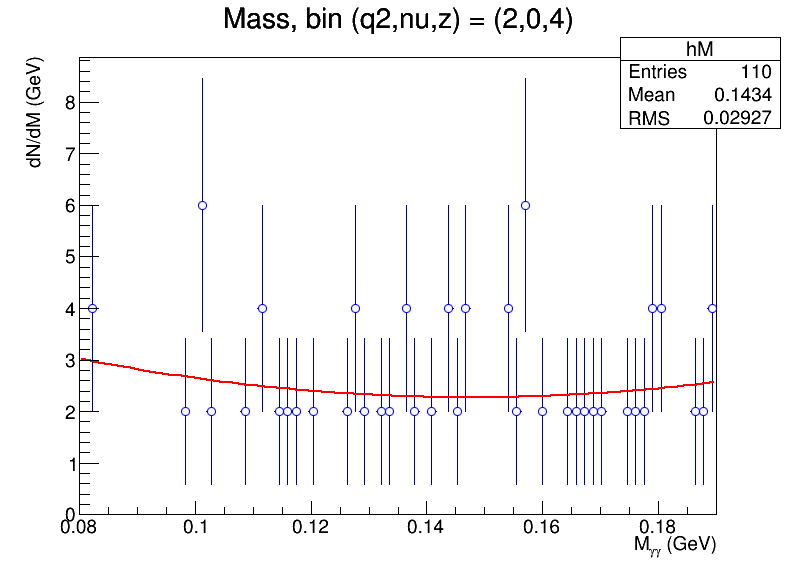 Mass, bin (q2,nu,z) = (2,0,4)
hM
Entries 110
Mean 0.1434
RMS 0.02927
dN/dM (GeV)
8
7
6
5
4
3
2
1
0
0.08 0.1 0.12 0.14 0.16 0.18
Mγγ (GeV)